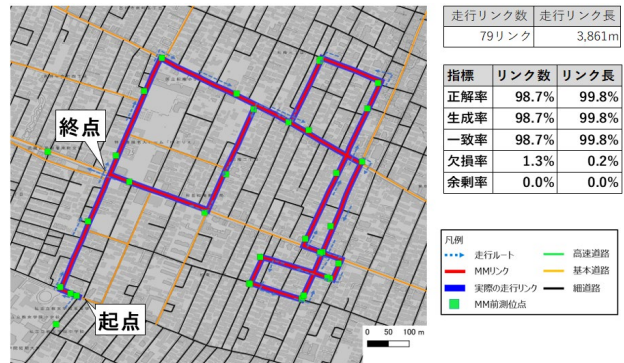 終点
起点
0 50 100 m
走行リンク数 走行リンク長
79リンク 3,861m
指標 リンク数 リンク長
正解率 98.7% 99.8%
生成率 98.7% 99.8%
一致率 98.7% 99.8%
欠損率 1.3% 0.2%
余剰率 0.0% 0.0%
凡例
走行ルート 高速道路
MMリンク 基本道路
実際の走行リンク 細道路
MM前測位点